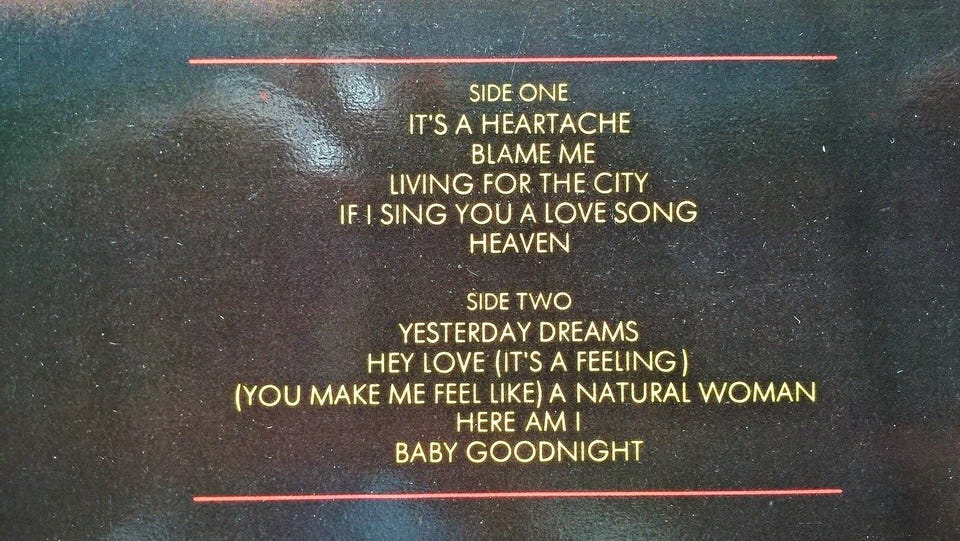 SIDE ONE
IT'S A HEARTACHE
BLAME ME
LIVING FOR THE CITY
IF I SING YOU A LOVE SONG
HEAVEN
SIDE TWO
YESTERDAY DREAMS
HEY LOVE (IT'S A FEELING)
(YOU MAKE ME FEEL LIKE) A NATURAL WOMAN
HERE AM I
BABY GOODNIGHT